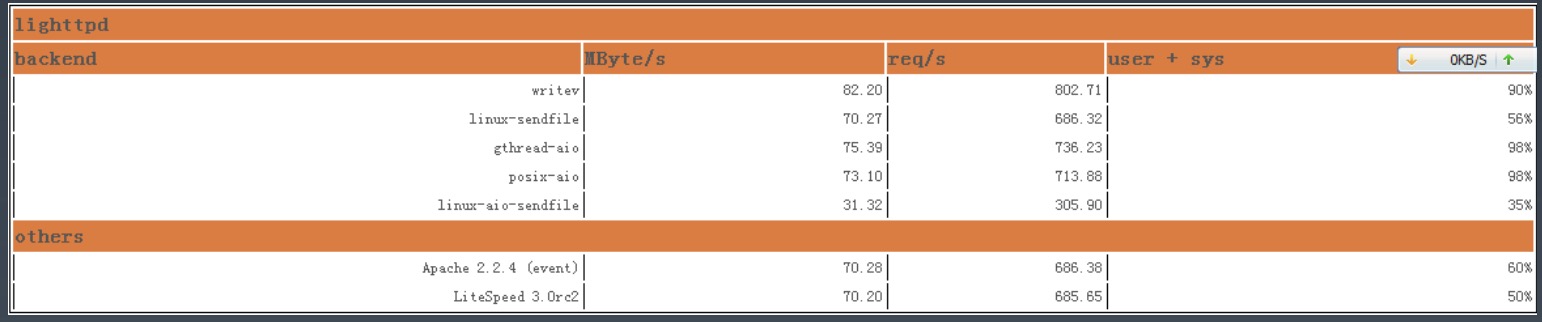 lighttpd
backend MByte/s req/s user + sys 0KB/S
writev 82.20 802.71 90%
linux-sendfile 70.27 686.32 56%
gthread-aio 75.39 736.23 98%
posix-aio 73.10 713.88 98%
linux-aio-sendfile 31.32 305.90 35%
others
Apache 2.2.4 (event) 70.28 686.38 60%
LiteSpeed 3.0rc2 70.20 685.65 50%